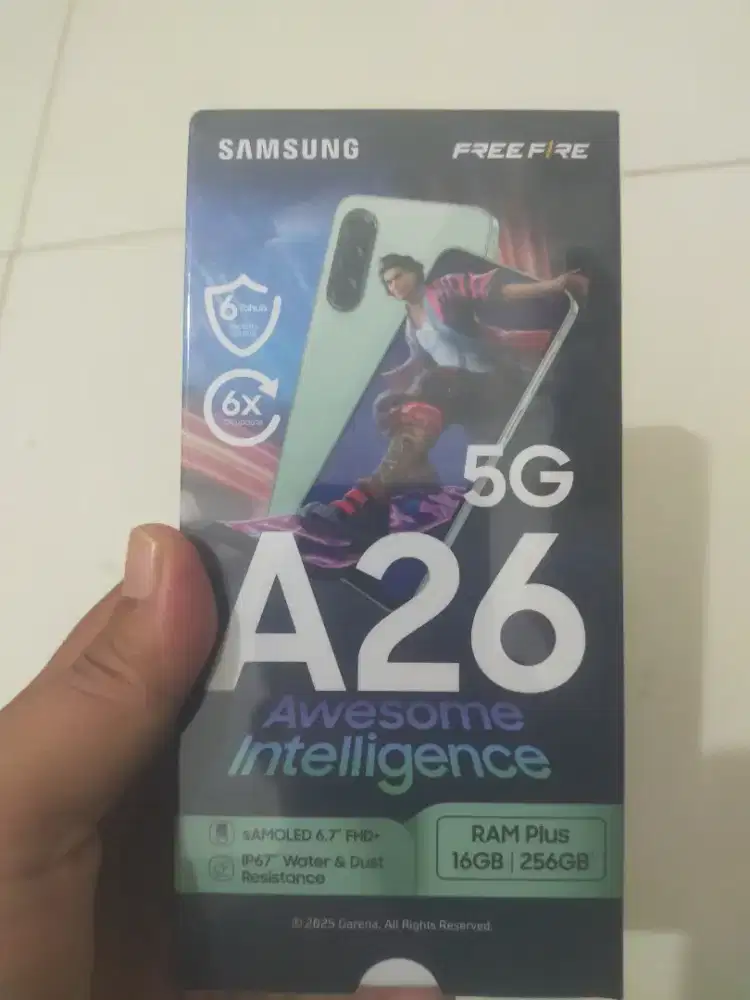 SAMSUNG
FREE FIRE
6 Tahun
6X
5G
A26
Awesome
Intelligence
sAMOLED 6.7" FHD+
IP67* Water & Dust
Resistance
RAM Plus
16GB | 256GB
© 2025 Garena. All Rights Reserved.